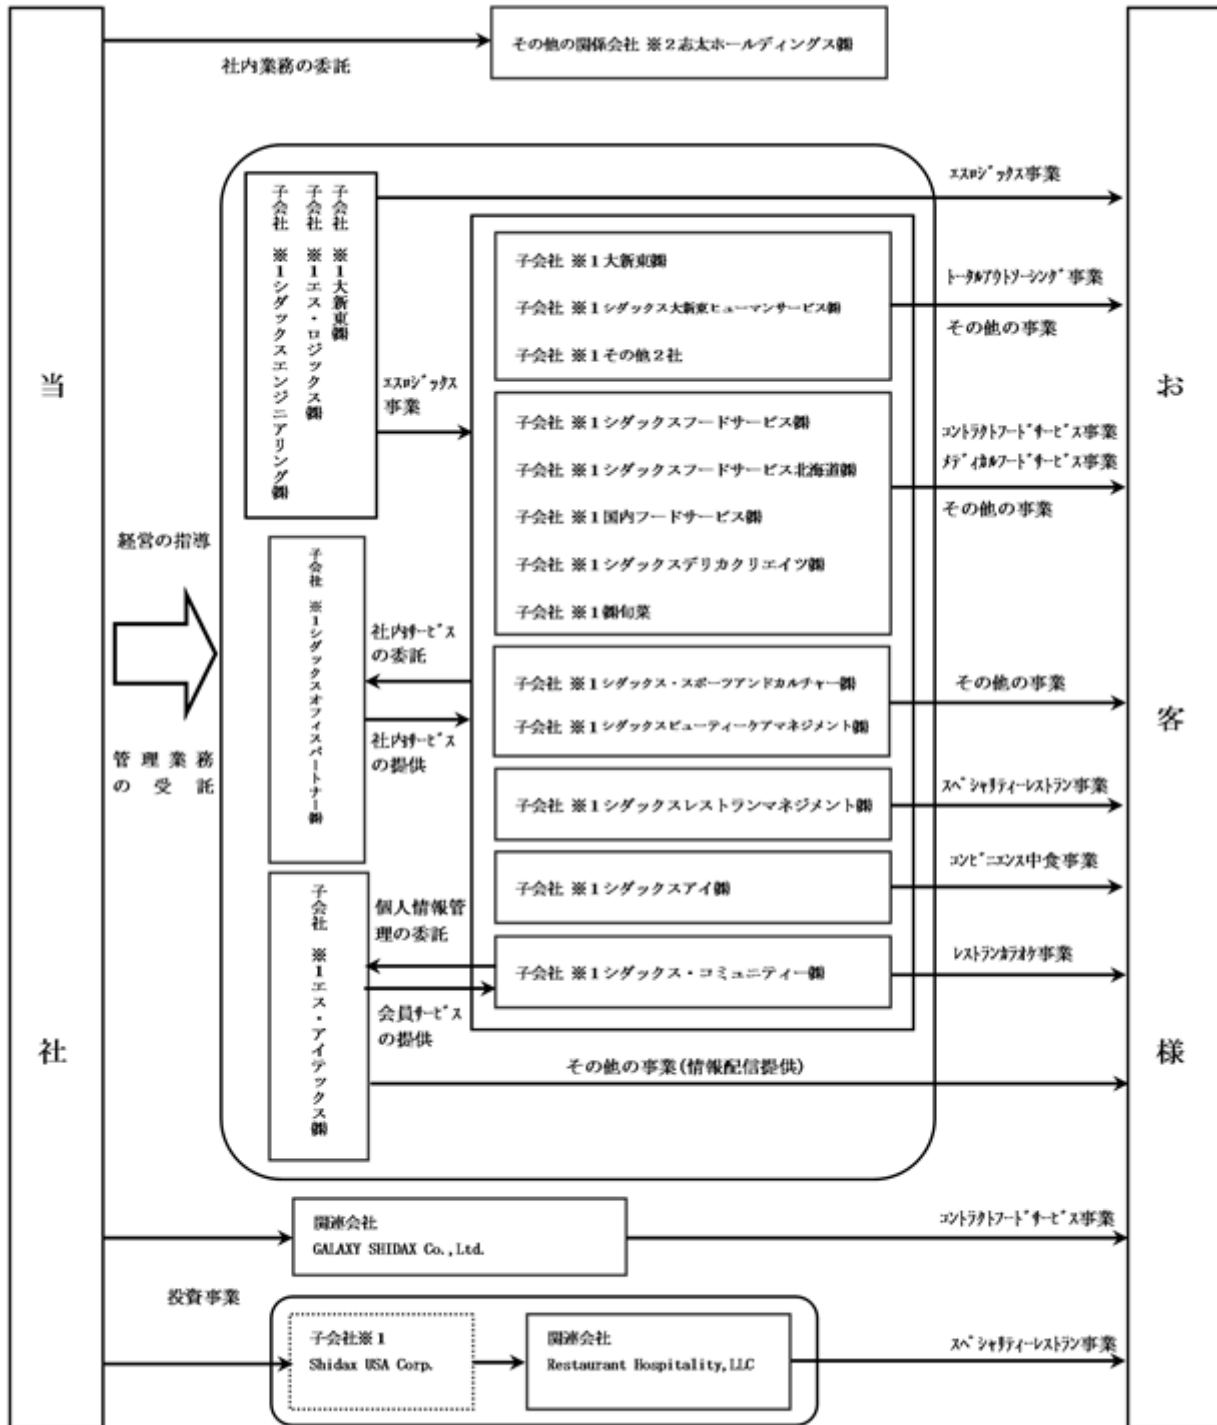 その他の関係会社 ※2志太ホールディングス㈱
社内業務の委託
当社
お客様
エスロジックス事業
子会社 ※1大新東㈱
子会社 ※1エス・ロジックス㈱
子会社 ※1シダックスエンジニアリング㈱
子会社 ※1大新東㈱
子会社 ※1シダックス大新東ヒューマンサービス㈱
子会社 ※1その他2社
トータルアウトソーシング事業
その他の事業
エスロジックス
事業
子会社 ※1シダックスフードサービス㈱
子会社 ※1シダックスフードサービス北海道㈱
子会社 ※1国内フードサービス㈱
子会社 ※1シダックスデリカクリエイツ㈱
子会社 ※1㈱旬菜
コントラクトフードサービス事業
メディカルフードサービス事業
その他の事業
経営の指導
管理業務
の受託
子会社 ※1シダックスオフィスパートナー㈱
社内サービス
の委託
社内サービス
の提供
子会社 ※1シダックス・スポーツアンドカルチャー㈱
子会社 ※1シダックスビューティーケアマネジメント㈱
その他の事業
子会社 ※1シダックスレストランマネジメント㈱
スペシャリティーレストラン事業
子会社 ※1シダックスアイ㈱
コンビニエンス中食事業
子会社 ※1エス・アイテックス㈱
個人情報管
理の委託
会員サービス
の提供
子会社 ※1シダックス・コミュニティー㈱
レストランカラオケ事業
その他の事業(情報配信提供)
関連会社
GALAXY SHIDAX Co.,Ltd.
コントラクトフードサービス事業
投資事業
子会社※1
Shidax USA Corp.
関連会社
Restaurant Hospitality,LLC
スペシャリティーレストラン事業